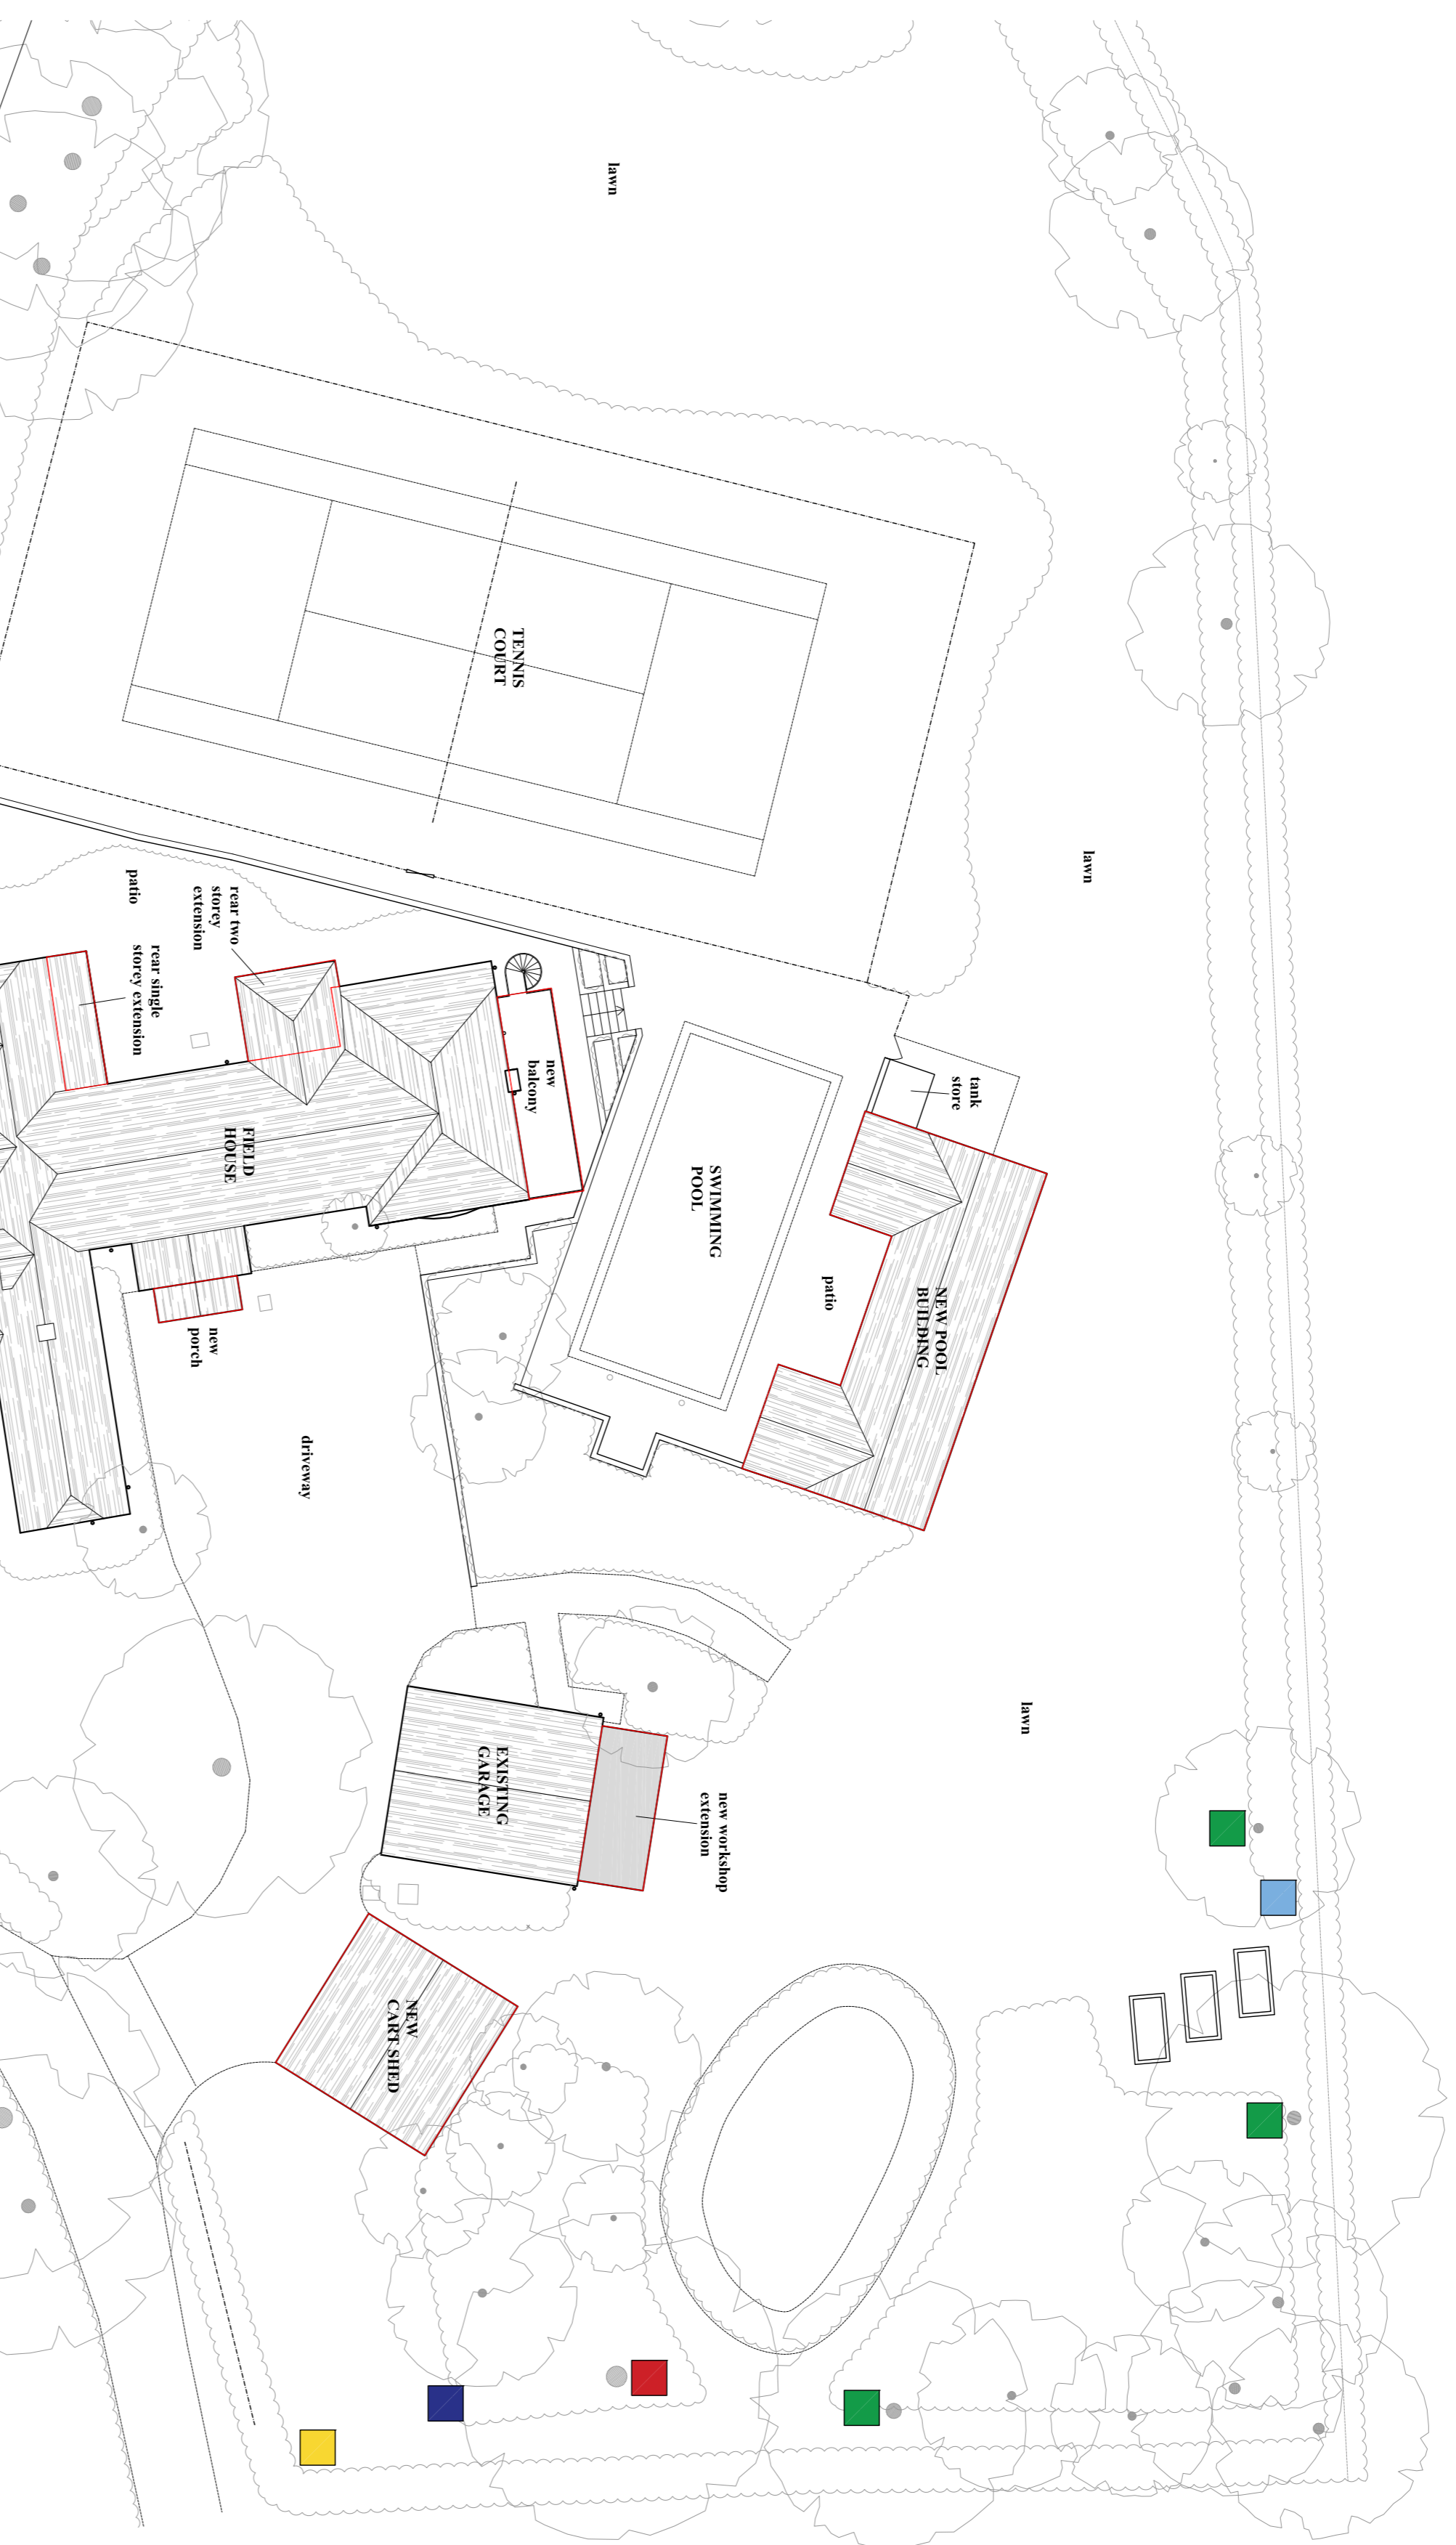 lawn
TENNIS
COURT
lawn
patio
rear two
storey
extension
rear single
storey extension
new
balcony
tank
store
FIELD
HOUSE
SWIMMING
POOL
patio
NEW POOL
BUILDING
new
porch
driveway
lawn
EXISTING
GARAGE
new workshop
extension
NEW
CART SHED